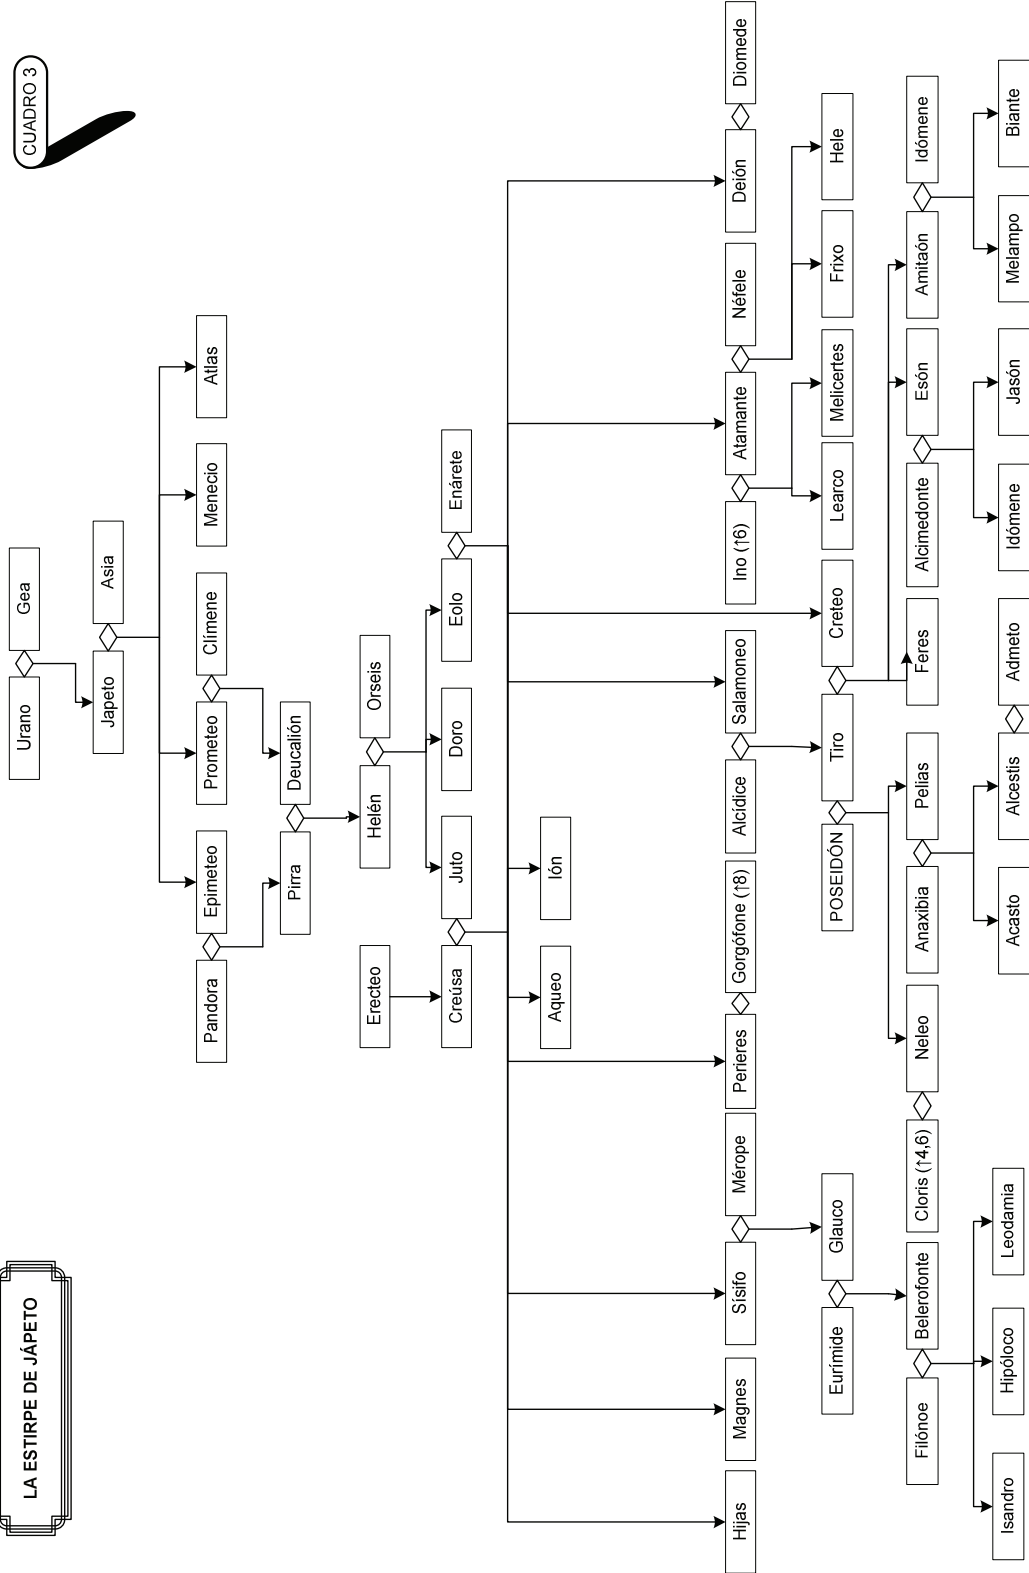 CUADRO 3
LA ESTIRPE DE JÁPETO
Urano
Gea
Japeto
Asia
Pandora
Epimeteo
Prometeo
Clímene
Menecio
Atlas
Pirra
Deucalión
Erecteo
Helén
Orseis
Creúsa
Juto
Doro
Eolo
Enárete
Aqueo
Ión
Hijas
Magnes
Sísifo
Mérope
Perieres
Gorgófone (↑8)
Alcídice
Salamoneo
Ino (↑6)
Atamante
Néfele
Deión
Diomede
Eurímide
Glauco
POSEIDÓN
Tiro
Creteo
Learco
Melicertes
Frixo
Hele
Filónoe
Belerofonte
Cloris (↑4,6)
Neleo
Anaxibia
Pelias
Feres
Alcimedonte
Esón
Amitaón
Idómene
Isandro
Hipóloco
Leodamia
Acasto
Alcestis
Admeto
Idómene
Jasón
Melampo
Biante